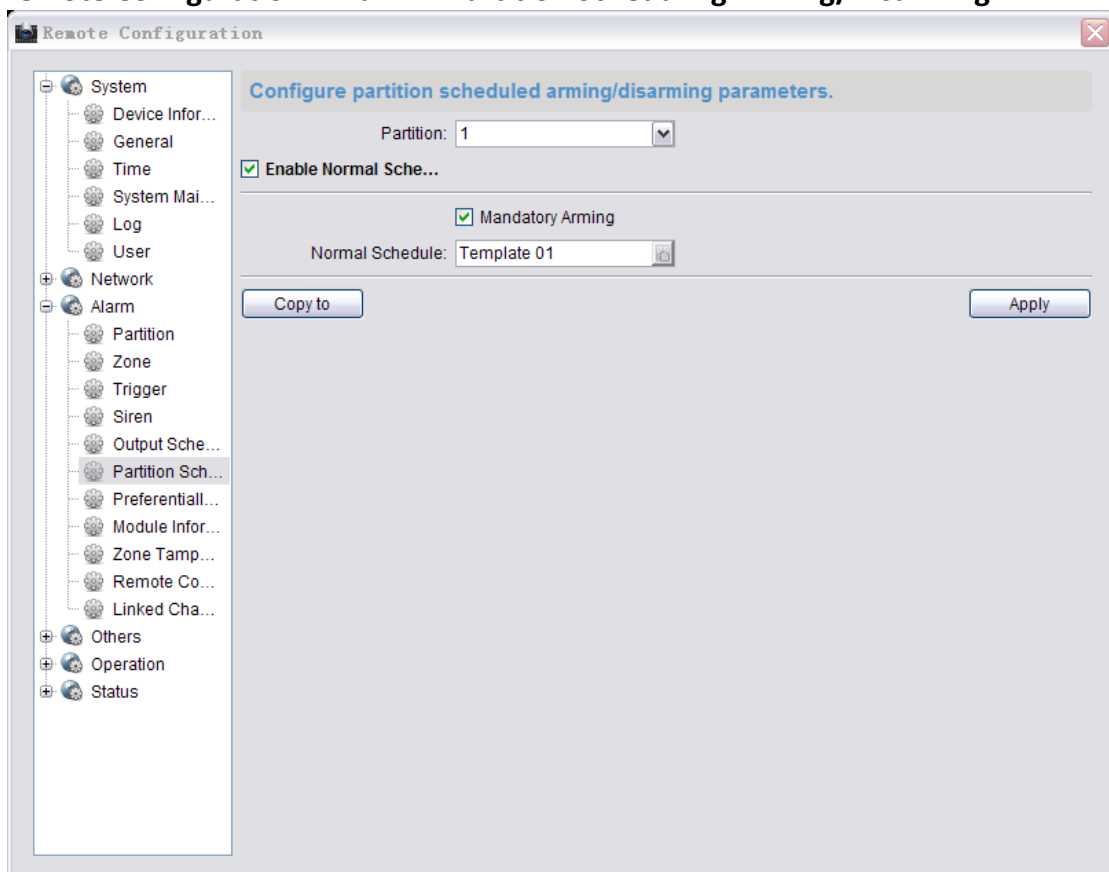 Remote Configuration
System
Device Infor...
General
Time
System Mai...
Log
User
Network
Alarm
Partition
Zone
Trigger
Siren
Output Sche...
Partition Sch...
Preferentiall...
Module Infor...
Zone Tamp...
Remote Co...
Linked Cha...
Others
Operation
Status
Configure partition scheduled arming/disarming parameters.
Partition: 1
Enable Normal Sche...
Mandatory Arming
Normal Schedule: Template 01
Copy to
Apply